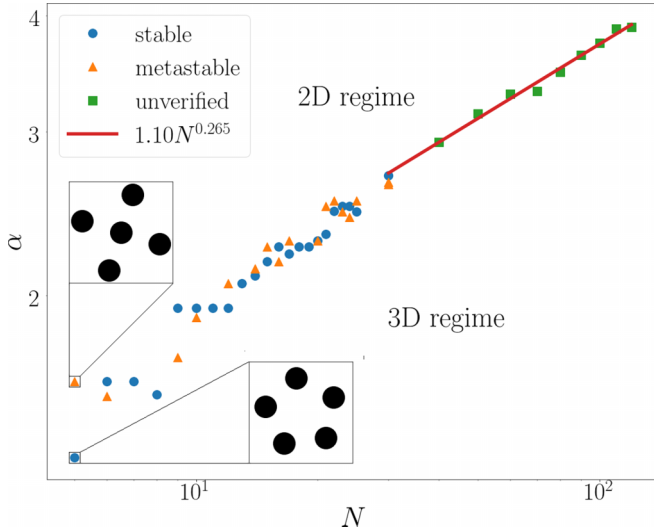 4
stable
metastable
unverified
1.10N^0.265
2D regime
3
α
2
3D regime
10^1
10^2
N